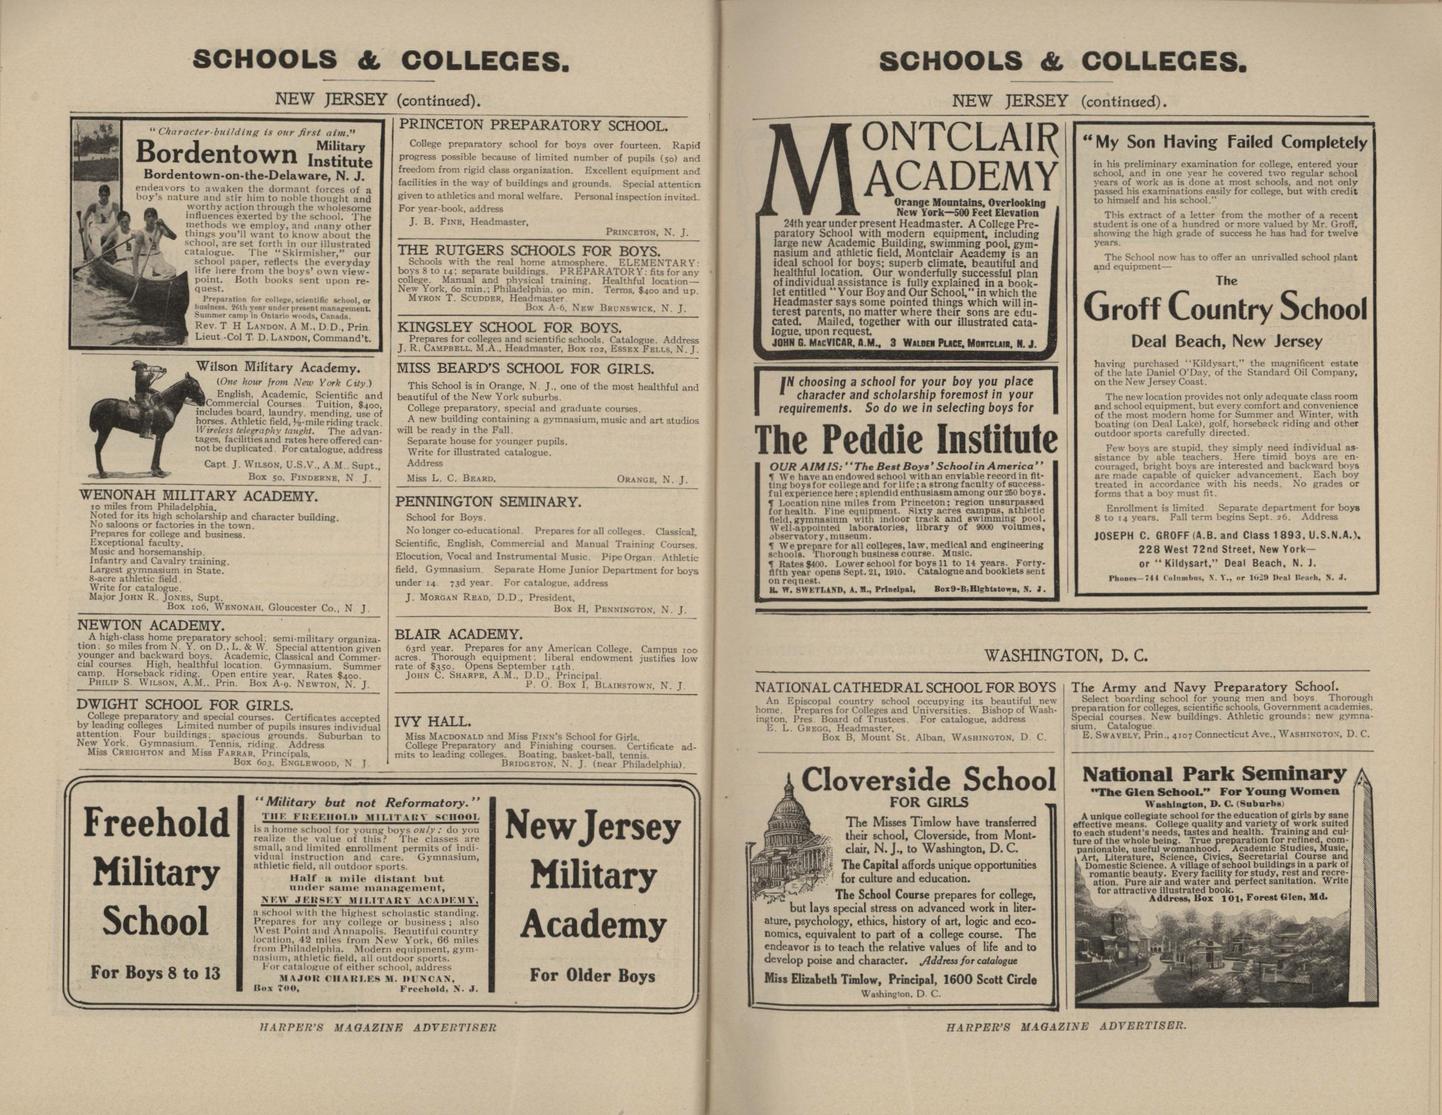 SCHOOLS & COLLEGES.
NEW JERSEY (continued).
"Character-building is our first aim."
Bordentown Military Institute
Bordentown-on-the-Delaware, N. J.
endeavors to awaken the dormant forces of a
boy's nature and stir him to noble thought and
worthy action through the wholesome
influences exerted by the school. The
methods we employ, and many other
things you'll want to know about the
school, are set forth in our illustrated
catalogue. The "Skirmisher," our
school paper, reflects the everyday
life here from the boys' own view-
point. Both books sent upon re-
quest.
Preparation for college, scientific school, or
business. 26th year under present management.
Summer camp in Ontario woods, Canada.
Rev. T H LANDON, A M., D.D., Prin.
Lieut.-Col T. D. LANDON, Command't.
Wilson Military Academy.
(One hour from New York City.)
English, Academic, Scientific and
Commercial Courses. Tuition, $400,
includes board, laundry, mending, use of
horses. Athletic field, ½-mile riding track.
Wireless telegraphy taught. The advan-
tages, facilities and rates here offered can-
not be duplicated. For catalogue, address
Capt. J. WILSON, U.S.V., A.M., Supt.,
Box 50, FINDERNE, N J.
WENONAH MILITARY ACADEMY.
10 miles from Philadelphia.
Noted for its high scholarship and character building.
No saloons or factories in the town.
Prepares for college and business.
Exceptional faculty.
Music and horsemanship.
Infantry and Cavalry training.
Largest gymnasium in State.
8-acre athletic field.
Write for catalogue.
Major JOHN R. JONES, Supt.
Box 106, WENONAH, Gloucester Co., N J.
NEWTON ACADEMY.
A high-class home preparatory school; semi-military organiza-
tion; 50 miles from N. Y. on D., L. & W. Special attention given
younger and backward boys. Academic, Classical and Commer-
cial courses. High, healthful location. Gymnasium. Summer
camp. Horseback riding. Open entire year. Rates $400.
PHILIP S. WILSON, A.M., Prin. Box A-9, NEWTON, N. J.
DWIGHT SCHOOL FOR GIRLS.
College preparatory and special courses. Certificates accepted
by leading colleges Limited number of pupils insures individual
attention. Four buildings; spacious grounds. Suburban to
New York. Gymnasium. Tennis, riding. Address
Miss CREIGHTON and Miss FARRAR, Principals,
Box 603, ENGLEWOOD, N J.
PRINCETON PREPARATORY SCHOOL.
College preparatory school for boys over fourteen. Rapid
progress possible because of limited number of pupils (50) and
freedom from rigid class organization. Excellent equipment and
facilities in the way of buildings and grounds. Special attention
given to athletics and moral welfare. Personal inspection invited.
For year-book, address
J. B. FINE, Headmaster,
PRINCETON, N. J.
THE RUTGERS SCHOOLS FOR BOYS.
Schools with the real home atmosphere. ELEMENTARY:
boys 8 to 14; separate buildings. PREPARATORY: fits for any
college. Manual and physical training. Healthful location—
New York, 60 min.; Philadelphia, 90 min. Terms, $400 and up.
MYRON T. SCUDDER, Headmaster
Box A-6, NEW BRUNSWICK, N. J.
KINGSLEY SCHOOL FOR BOYS.
Prepares for colleges and scientific schools. Catalogue. Address
J. R. CAMPBELL, M.A., Headmaster, Box 102, ESSEX FELLS, N. J.
MISS BEARD'S SCHOOL FOR GIRLS.
This School is in Orange, N. J., one of the most healthful and
beautiful of the New York suburbs.
College preparatory, special and graduate courses.
A new building containing a gymnasium, music and art studios
will be ready in the Fall.
Separate house for younger pupils.
Write for illustrated catalogue.
Address
Miss L. C. BEARD, ORANGE, N. J.
PENNINGTON SEMINARY.
School for Boys.
No longer co-educational. Prepares for all colleges. Classical,
Scientific, English, Commercial and Manual Training Courses.
Elocution, Vocal and Instrumental Music. Pipe Organ. Athletic
field, Gymnasium. Separate Home Junior Department for boys
under 14. 73d year. For catalogue, address
J. MORGAN READ, D.D., President,
Box H, PENNINGTON, N. J.
BLAIR ACADEMY.
63rd year. Prepares for any American College. Campus 100
acres. Thorough equipment; liberal endowment justifies low
rate of $350. Opens September 14th.
JOHN C. SHARPE, A.M., D.D., Principal.
P. O. Box I, BLAIRSTOWN, N. J.
IVY HALL.
Miss MACDONALD and Miss FINN'S School for Girls.
College Preparatory and Finishing courses. Certificate ad-
mits to leading colleges. Boating, basket-ball, tennis.
BRIDGETON, N. J. (near Philadelphia).
Freehold
Military
School
For Boys 8 to 13
"Military but not Reformatory."
THE FREEHOLD MILITARY SCHOOL
is a home school for young boys only; do you
realize the value of this? The classes are
small, and limited enrollment permits of indi-
vidual instruction and care. Gymnasium,
athletic field, all outdoor sports.
Half a mile distant but
under same management,
NEW JERSEY MILITARY ACADEMY,
a school with the highest scholastic standing.
Prepares for any college or business; also
West Point and Annapolis. Beautiful country
location, 42 miles from New York, 66 miles
from Philadelphia. Modern equipment, gym-
nasium, athletic field, all outdoor sports.
For catalogue of either school, address
MAJOR CHARLES M. DUNCAN,
Box 700, Freehold, N. J.
New Jersey
Military
Academy
For Older Boys
HARPER'S MAGAZINE ADVERTISER
SCHOOLS & COLLEGES.
NEW JERSEY (continued).
MONTCLAIR
ACADEMY
Orange Mountains, Overlooking
New York—500 Feet Elevation
24th year under present Headmaster. A College Pre-
paratory School with modern equipment, including
large new Academic Building, swimming pool, gym-
nasium and athletic field, Montclair Academy is an
ideal school for boys; superb climate, beautiful and
healthful location. Our wonderfully successful plan
of individual assistance is fully explained in a book-
let entitled "Your Boy and Our School," in which the
Headmaster says some pointed things which will in-
terest parents, no matter where their sons are edu-
cated. Mailed, together with our illustrated cata-
logue, upon request.
JOHN G. MacVICAR, A.M., 3 WALDEN PLACE, MONTCLAIR, N. J.
IN choosing a school for your boy you place
character and scholarship foremost in your
requirements. So do we in selecting boys for
The Peddie Institute
OUR AIM IS: "The Best Boys' School in America"
¶ We have an endowed school with an enviable record in fit-
ting boys for college and for life; a strong faculty of success-
ful experience here; splendid enthusiasm among our 250 boys.
¶ Location nine miles from Princeton; region unsurpassed
for health. Fine equipment. Sixty acres campus, athletic
field, gymnasium with indoor track and swimming pool.
Well-appointed laboratories, library of 9000 volumes,
observatory, museum.
¶ We prepare for all colleges, law, medical and engineering
schools. Thorough business course. Music.
¶ Rates $400. Lower school for boys 11 to 14 years. Forty-
fifth year opens Sept. 21, 1910. Catalogue and booklets sent
on request.
R. W. SWETLAND, A. M., Principal, Box 9-B, Hightstown, N. J.
"My Son Having Failed Completely
in his preliminary examination for college, entered your
school, and in one year he covered two regular school
years of work as is done at most schools, and not only
passed his examinations easily for college, but with credit
to himself and his school."
This extract of a letter from the mother of a recent
student is one of a hundred or more valued by Mr. Groff,
showing the high grade of success he has had for twelve
years.
The School now has to offer an unrivalled school plant
and equipment—
The
Groff Country School
Deal Beach, New Jersey
having purchased "Kildysart," the magnificent estate
of the late Daniel O'Day, of the Standard Oil Company,
on the New Jersey Coast.
The new location provides not only adequate class room
and school equipment, but every comfort and convenience
of the most modern home for Summer and Winter, with
boating (on Deal Lake), golf, horseback riding and other
outdoor sports carefully directed.
Few boys are stupid, they simply need individual as-
sistance by able teachers. Here timid boys are en-
couraged, bright boys are interested and backward boys
are made capable of quicker advancement. Each boy
treated in accordance with his needs. No grades or
forms that a boy must fit.
Enrollment is limited Separate department for boys
8 to 14 years. Fall term begins Sept. 26. Address
JOSEPH C. GROFF (A.B. and Class 1893, U.S.N.A.),
228 West 72nd Street, New York—
or "Kildysart," Deal Beach, N. J.
Phones—744 Columbus, N. Y., or 1629 Deal Beach, N. J.
WASHINGTON, D. C.
NATIONAL CATHEDRAL SCHOOL FOR BOYS
An Episcopal country school occupying its beautiful new
home. Prepares for Colleges and Universities. Bishop of Wash-
ington, Pres. Board of Trustees. For catalogue, address
E. L. GREGG, Headmaster,
Box B, Mount St. Alban, WASHINGTON, D. C.
The Army and Navy Preparatory School.
Select boarding school for young men and boys. Thorough
preparation for colleges, scientific schools, Government academies.
Special courses. New buildings. Athletic grounds; new gymna-
sium. Catalogue.
E. SWAVELY, Prin., 4107 Connecticut Ave., WASHINGTON, D. C.
Cloverside School
FOR GIRLS
The Misses Timlow have transferred
their school, Cloverside, from Mont-
clair, N. J., to Washington, D. C.
The Capital affords unique opportunities
for culture and education.
The School Course prepares for college,
but lays special stress on advanced work in liter-
ature, psychology, ethics, history of art, logic and eco-
nomics, equivalent to part of a college course. The
endeavor is to teach the relative values of life and to
develop poise and character. Address for catalogue
Miss Elizabeth Timlow, Principal, 1600 Scott Circle
Washington, D. C.
National Park Seminary
"The Glen School." For Young Women
Washington, D. C. (Suburbs)
A unique collegiate school for the education of girls by sane
effective means. College quality and variety of work suited
to each student's needs, tastes and health. Training and cul-
ture of the whole being. True preparation for refined, com-
panionable, useful womanhood. Academic Studies, Music,
Art, Literature, Science, Civics, Secretarial Course and
Domestic Science. A village of school buildings in a park of
romantic beauty. Every facility for study, rest and recre-
ation. Pure air and water and perfect sanitation. Write
for attractive illustrated book.
Address, Box 101, Forest Glen, Md.
HARPER'S MAGAZINE ADVERTISER.